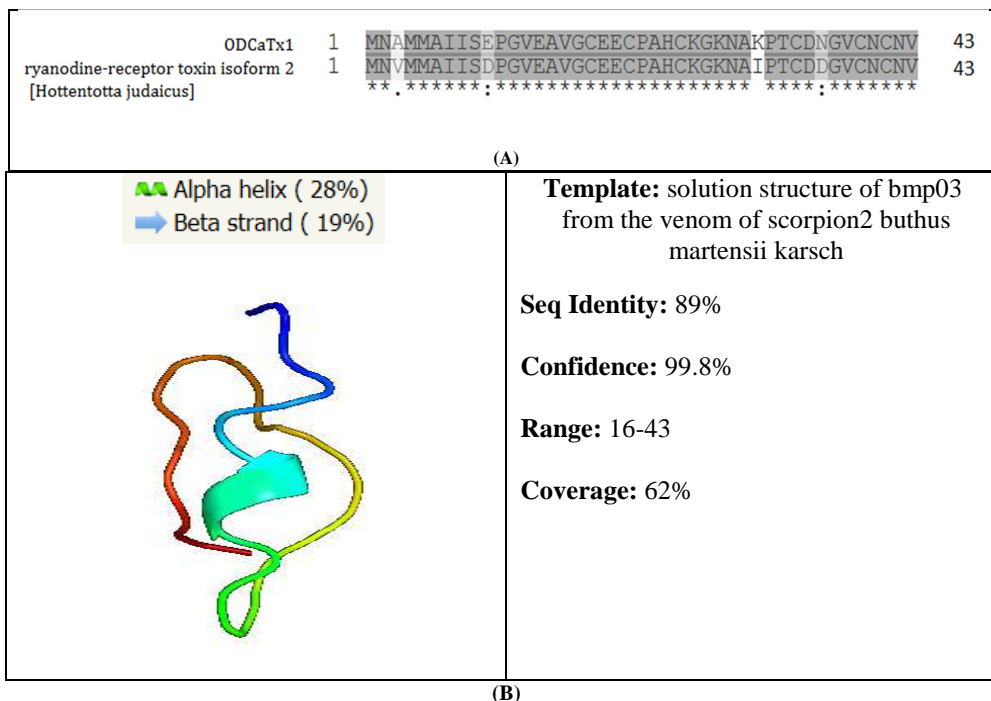 ODCaTx1 1 MNAMMAIISEPGVEAVGCEECPAHCKGKNAKPTCDNGVCNCNV 43
ryanodine-receptor toxin isoform 2 1 MNVMMAIISDPGVEAVGCEECPAHCKGKNAIPTCDDGVCNCNV 43
[Hottentotta judaicus] **.******:******************** ****:*******
(A)
Alpha helix ( 28%)
Beta strand ( 19%)
Template: solution structure of bmp03
from the venom of scorpion2 buthus
martensii karsch
Seq Identity: 89%
Confidence: 99.8%
Range: 16-43
Coverage: 62%
(B)